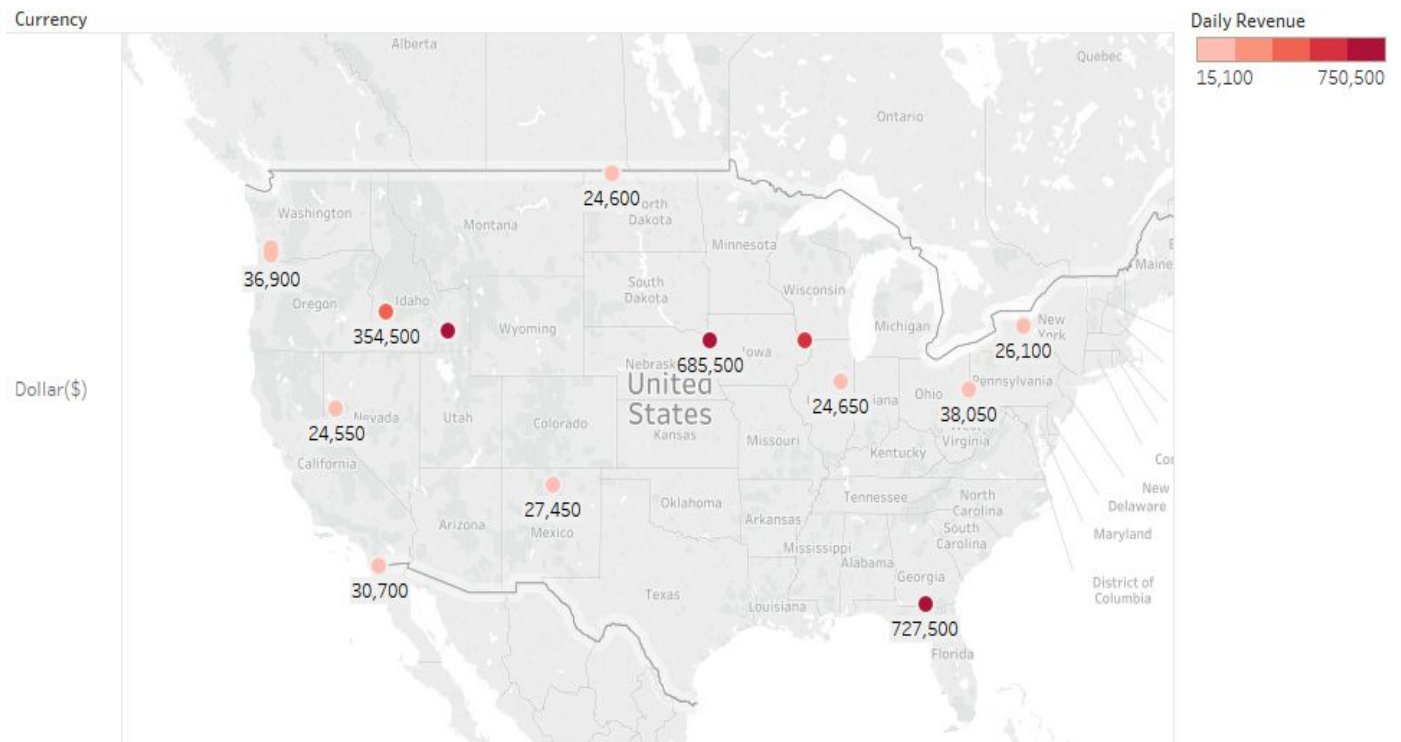 Currency
Daily Revenue
15,100
750,500
Alberta
Quebec
Ontario
24,600
orth
Dakota
Washington
Montana
Minnesota
Maine
36,900
Oregon
Idaho
354,500
South
Dakota
Wisconsin
Wyoming
Michigan
New
York
26,100
Nebrask
685,500
Iowa
United
States
Dollar($)
24,650
iana
Ohio
Pennsylvania
38,050
West
Virginia
Nevada
24,550
Utah
Colorado
Kansas
Missouri
Kentucky
California
27,450
Mexico
Oklahoma
Tennessee
North
Carolina
New
Delaware
Arizona
Arkansas
South
Carolina
Maryland
Mississippi
Alabama
Georgia
30,700
Texas
Louisiana
District of
Columbia
727,500
Florida